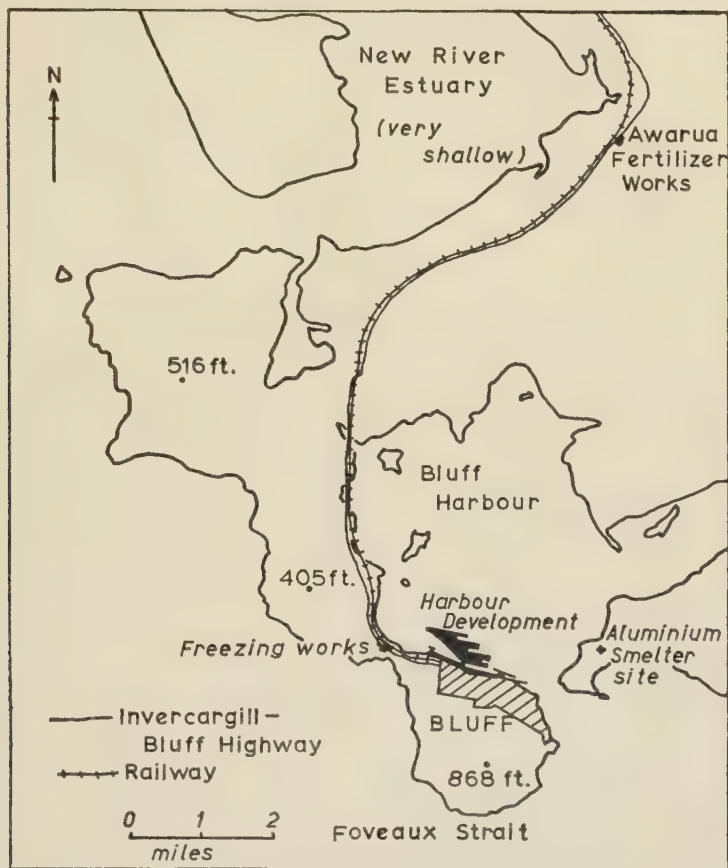 New River
Estuary
(very
shallow)
N
Awarua
Fertilizer
Works
516 ft.
Bluff
Harbour
405 ft.
Harbour
Development
Freezing works
Aluminium
Smelter
site
Invercargill –
Bluff Highway
Railway
BLUFF
868 ft.
0 2
miles
Foveaux Strait